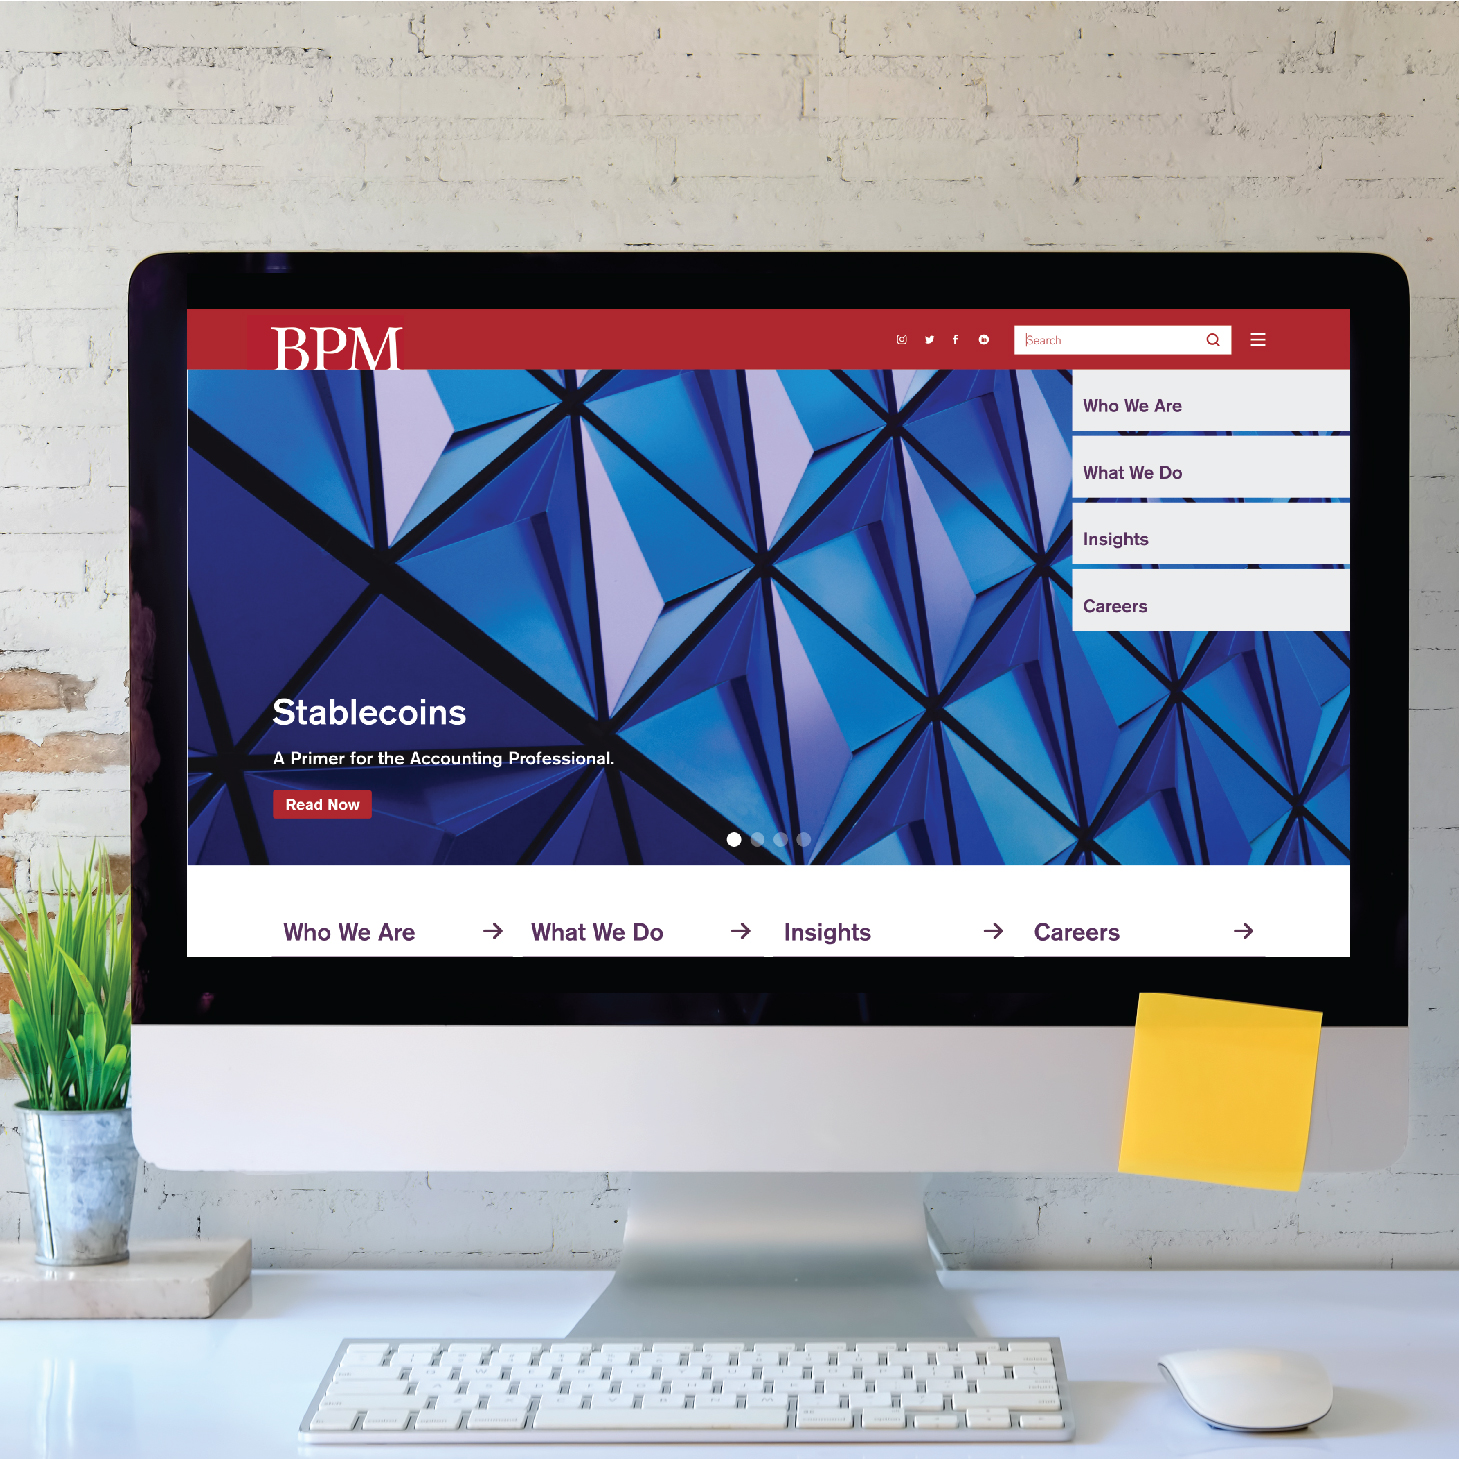 BPM
Search
Who We Are
What We Do
Insights
Careers
Stablecoins
A Primer for the Accounting Professional.
Read Now
Who We Are
What We Do
Insights
Careers